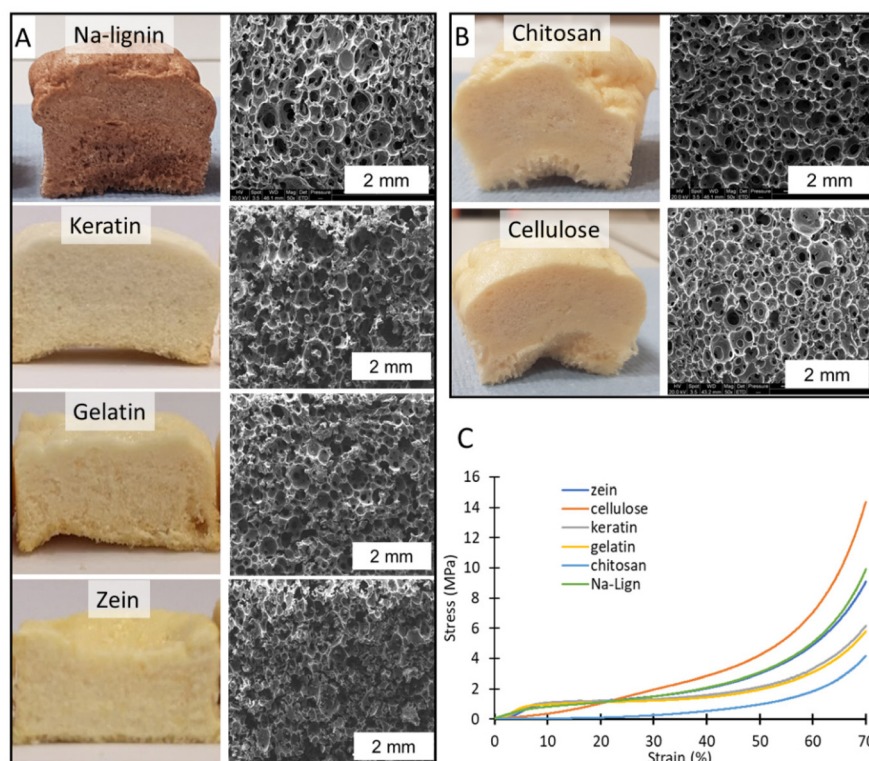 A
Na-lignin
2 mm
Keratin
2 mm
Gelatin
2 mm
Zein
2 mm
B
Chitosan
2 mm
Cellulose
2 mm
C
16
14
12
10
8
6
4
2
0
Stress (MPa)
zein
cellulose
keratin
gelatin
chitosan
Na-Lign
0 10 20 30 40 50 60 70
Strain (%)